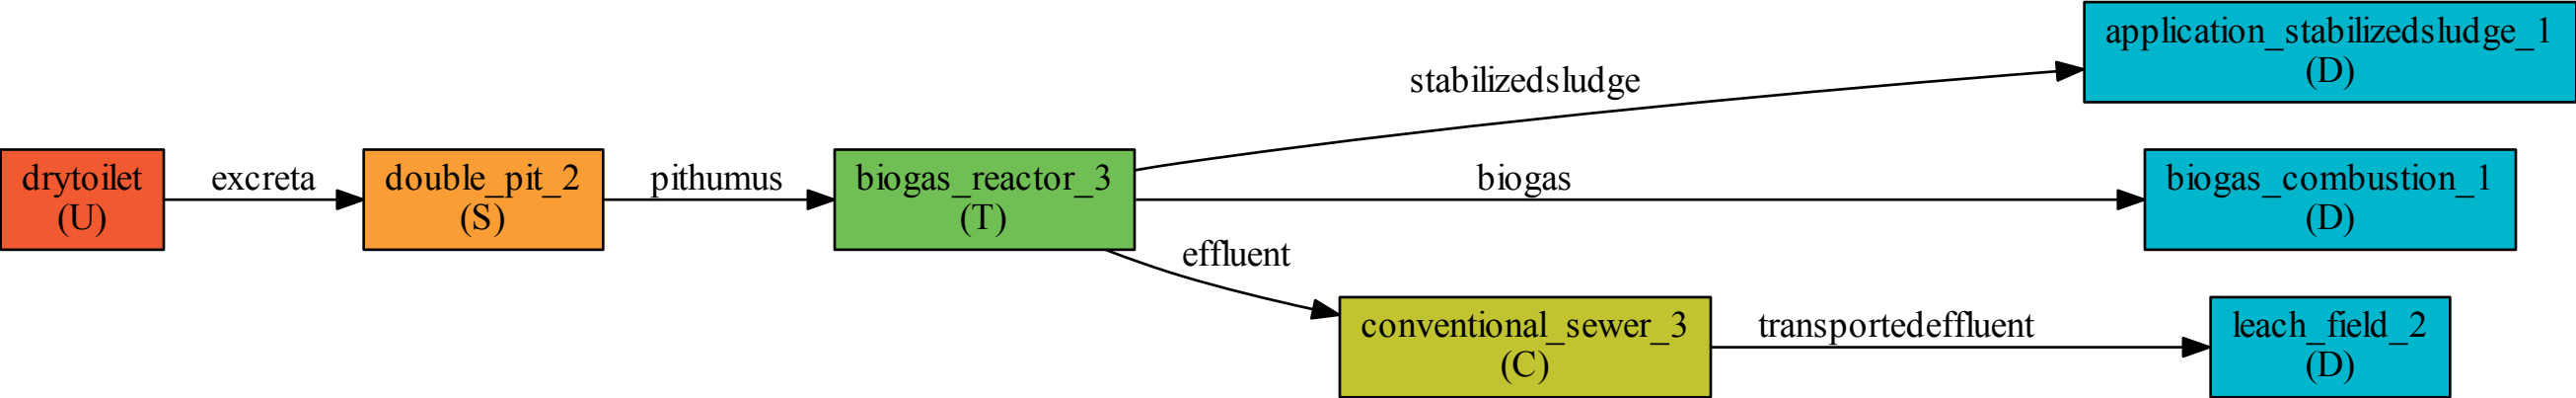 application_stabilizedsludge_1
(D)
stabilizedsludge
drytoilet
(U)
excreta
double_pit_2
(S)
pithumus
biogas_reactor_3
(T)
biogas
biogas_combustion_1
(D)
effluent
conventional_sewer_3
(C)
transportedeffluent
leach_field_2
(D)